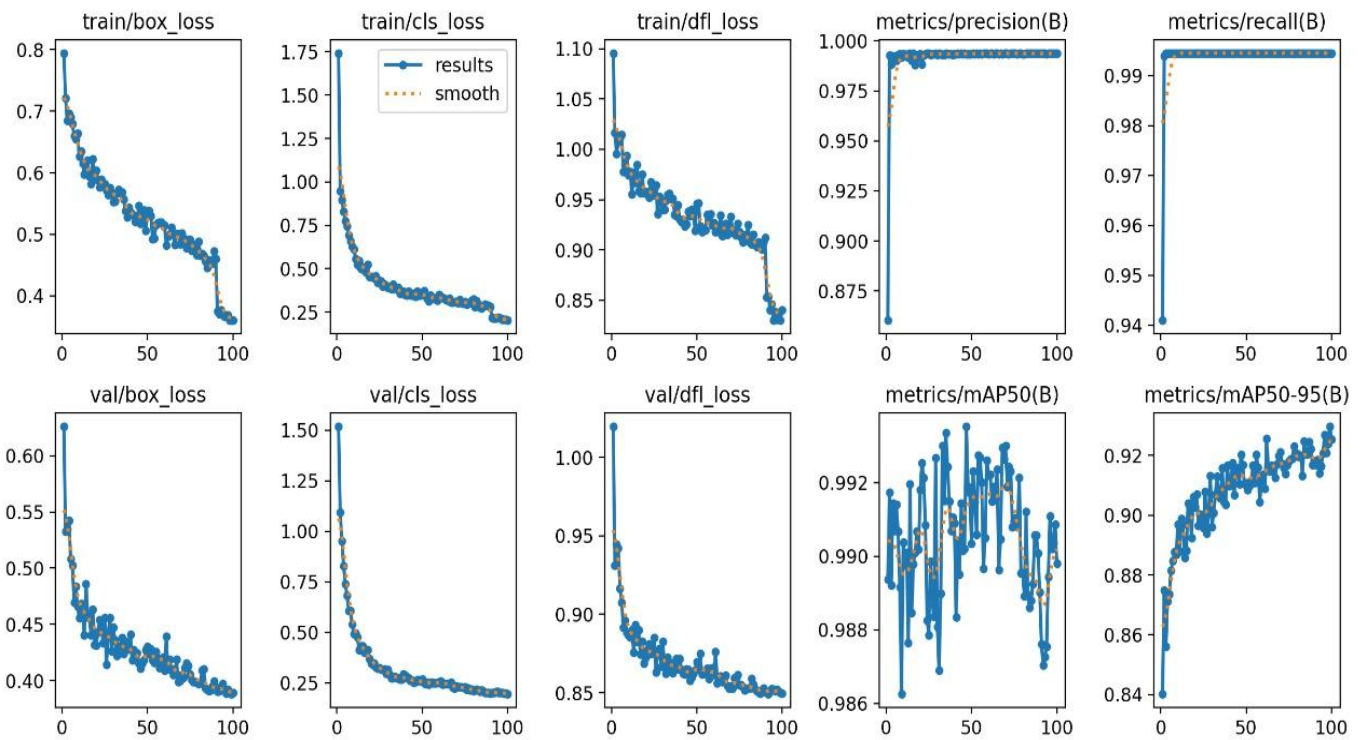 train/box_loss
train/cls_loss
train/dfl_loss
metrics/precision(B)
metrics/recall(B)
0.8
0.7
0.6
0.5
0.4
0 50 100
1.75
1.50
1.25
1.00
0.75
0.50
0.25
results
smooth
0 50 100
1.10
1.05
1.00
0.95
0.90
0.85
0 50 100
1.000
0.975
0.950
0.925
0.900
0.875
0 50 100
0.99
0.98
0.97
0.96
0.95
0.94
0 50 100
val/box_loss
val/cls_loss
val/dfl_loss
metrics/mAP50(B)
metrics/mAP50-95(B)
0.60
0.55
0.50
0.45
0.40
0 50 100
1.50
1.25
1.00
0.75
0.50
0.25
0 50 100
1.00
0.95
0.90
0.85
0 50 100
0.992
0.990
0.988
0.986
0 50 100
0.92
0.90
0.88
0.86
0.84
0 50 100